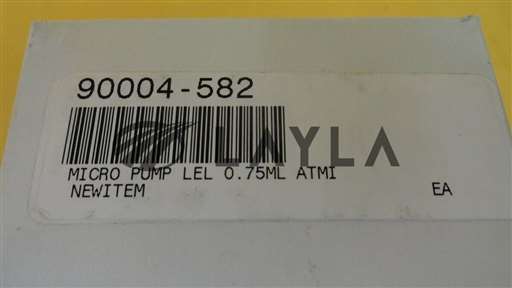 90004-582
LAYLA
MICRO PUMP LEL 0.75ML ATMI
NEWITEM EA